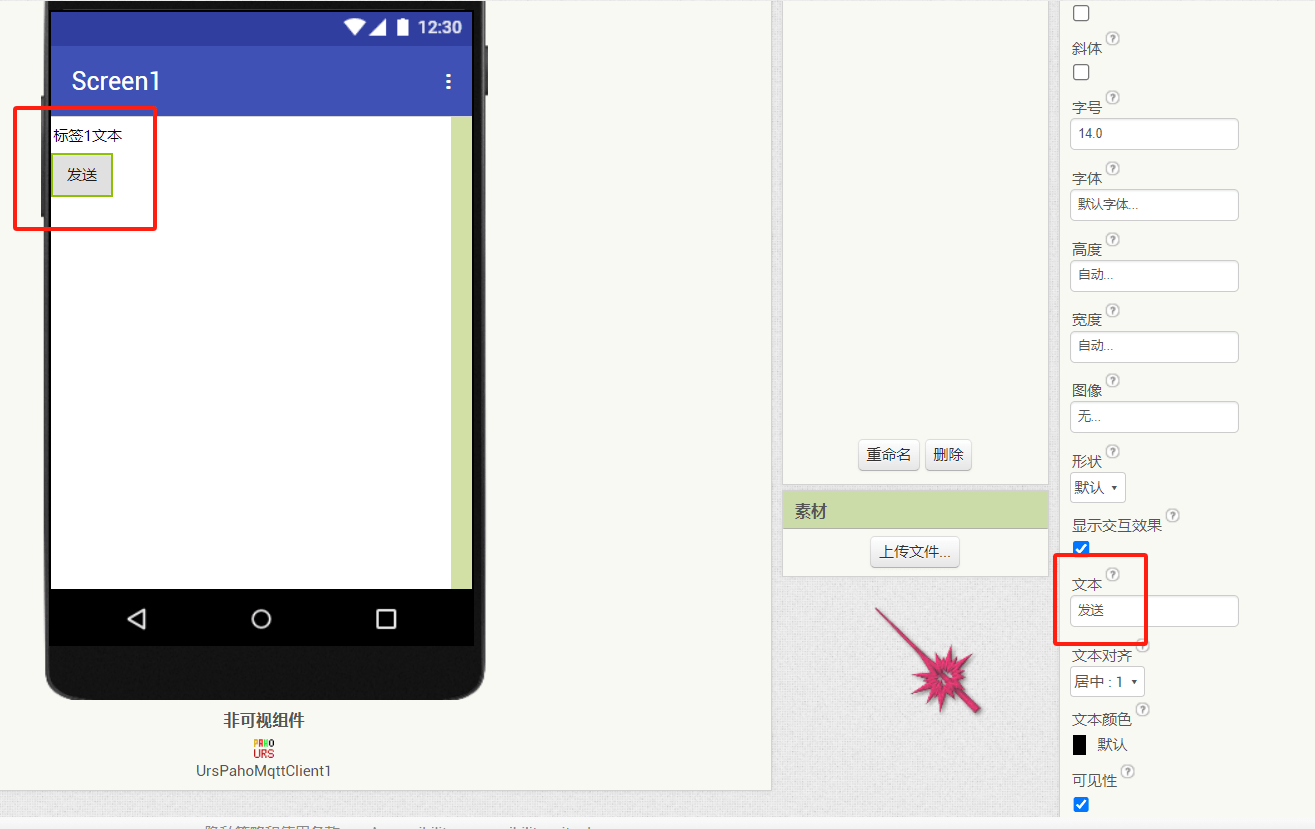 12:30
Screen1
标签1文本
发送
非可视组件
PAHO
URS
UrsPahoMqttClient1
重命名
删除
素材
上传文件...
斜体
字号
14.0
字体
默认字体...
高度
自动...
宽度
自动...
图像
无...
形状
默认
显示交互效果
文本
发送
文本对齐
居中 : 1
文本颜色
默认
可见性